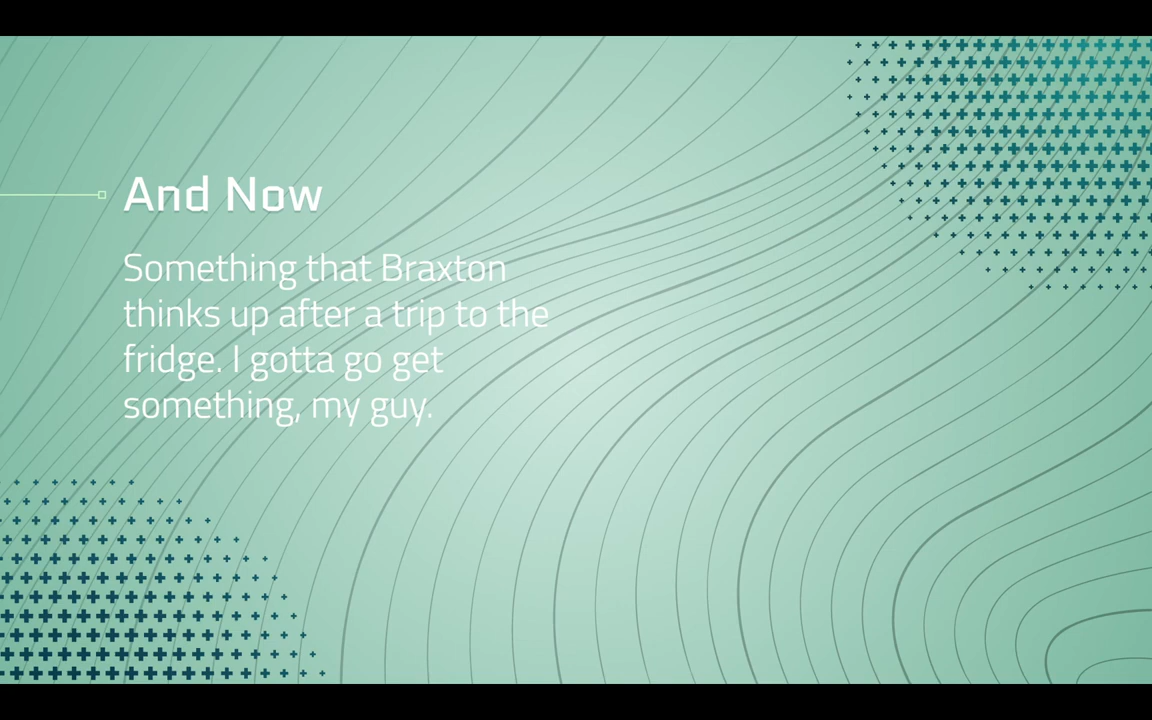 And Now
Something that Braxton
thinks up after a trip to the
fridge. I gotta go get
something, my guy.